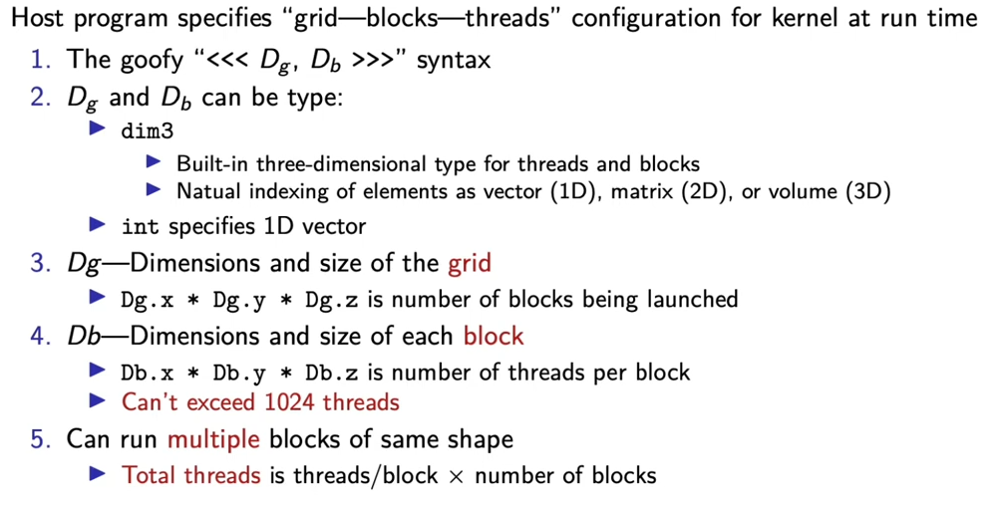 Host program specifies “grid—blocks—threads” configuration for kernel at run time
1. The goofy “<<< Dg, Db >>>” syntax
2. Dg and Db can be type:
▶ dim3
▶ Built-in three-dimensional type for threads and blocks
▶ Natual indexing of elements as vector (1D), matrix (2D), or volume (3D)
▶ int specifies 1D vector
3. Dg—Dimensions and size of the grid
▶ Dg.x * Dg.y * Dg.z is number of blocks being launched
4. Db—Dimensions and size of each block
▶ Db.x * Db.y * Db.z is number of threads per block
▶ Can't exceed 1024 threads
5. Can run multiple blocks of same shape
▶ Total threads is threads/block × number of blocks